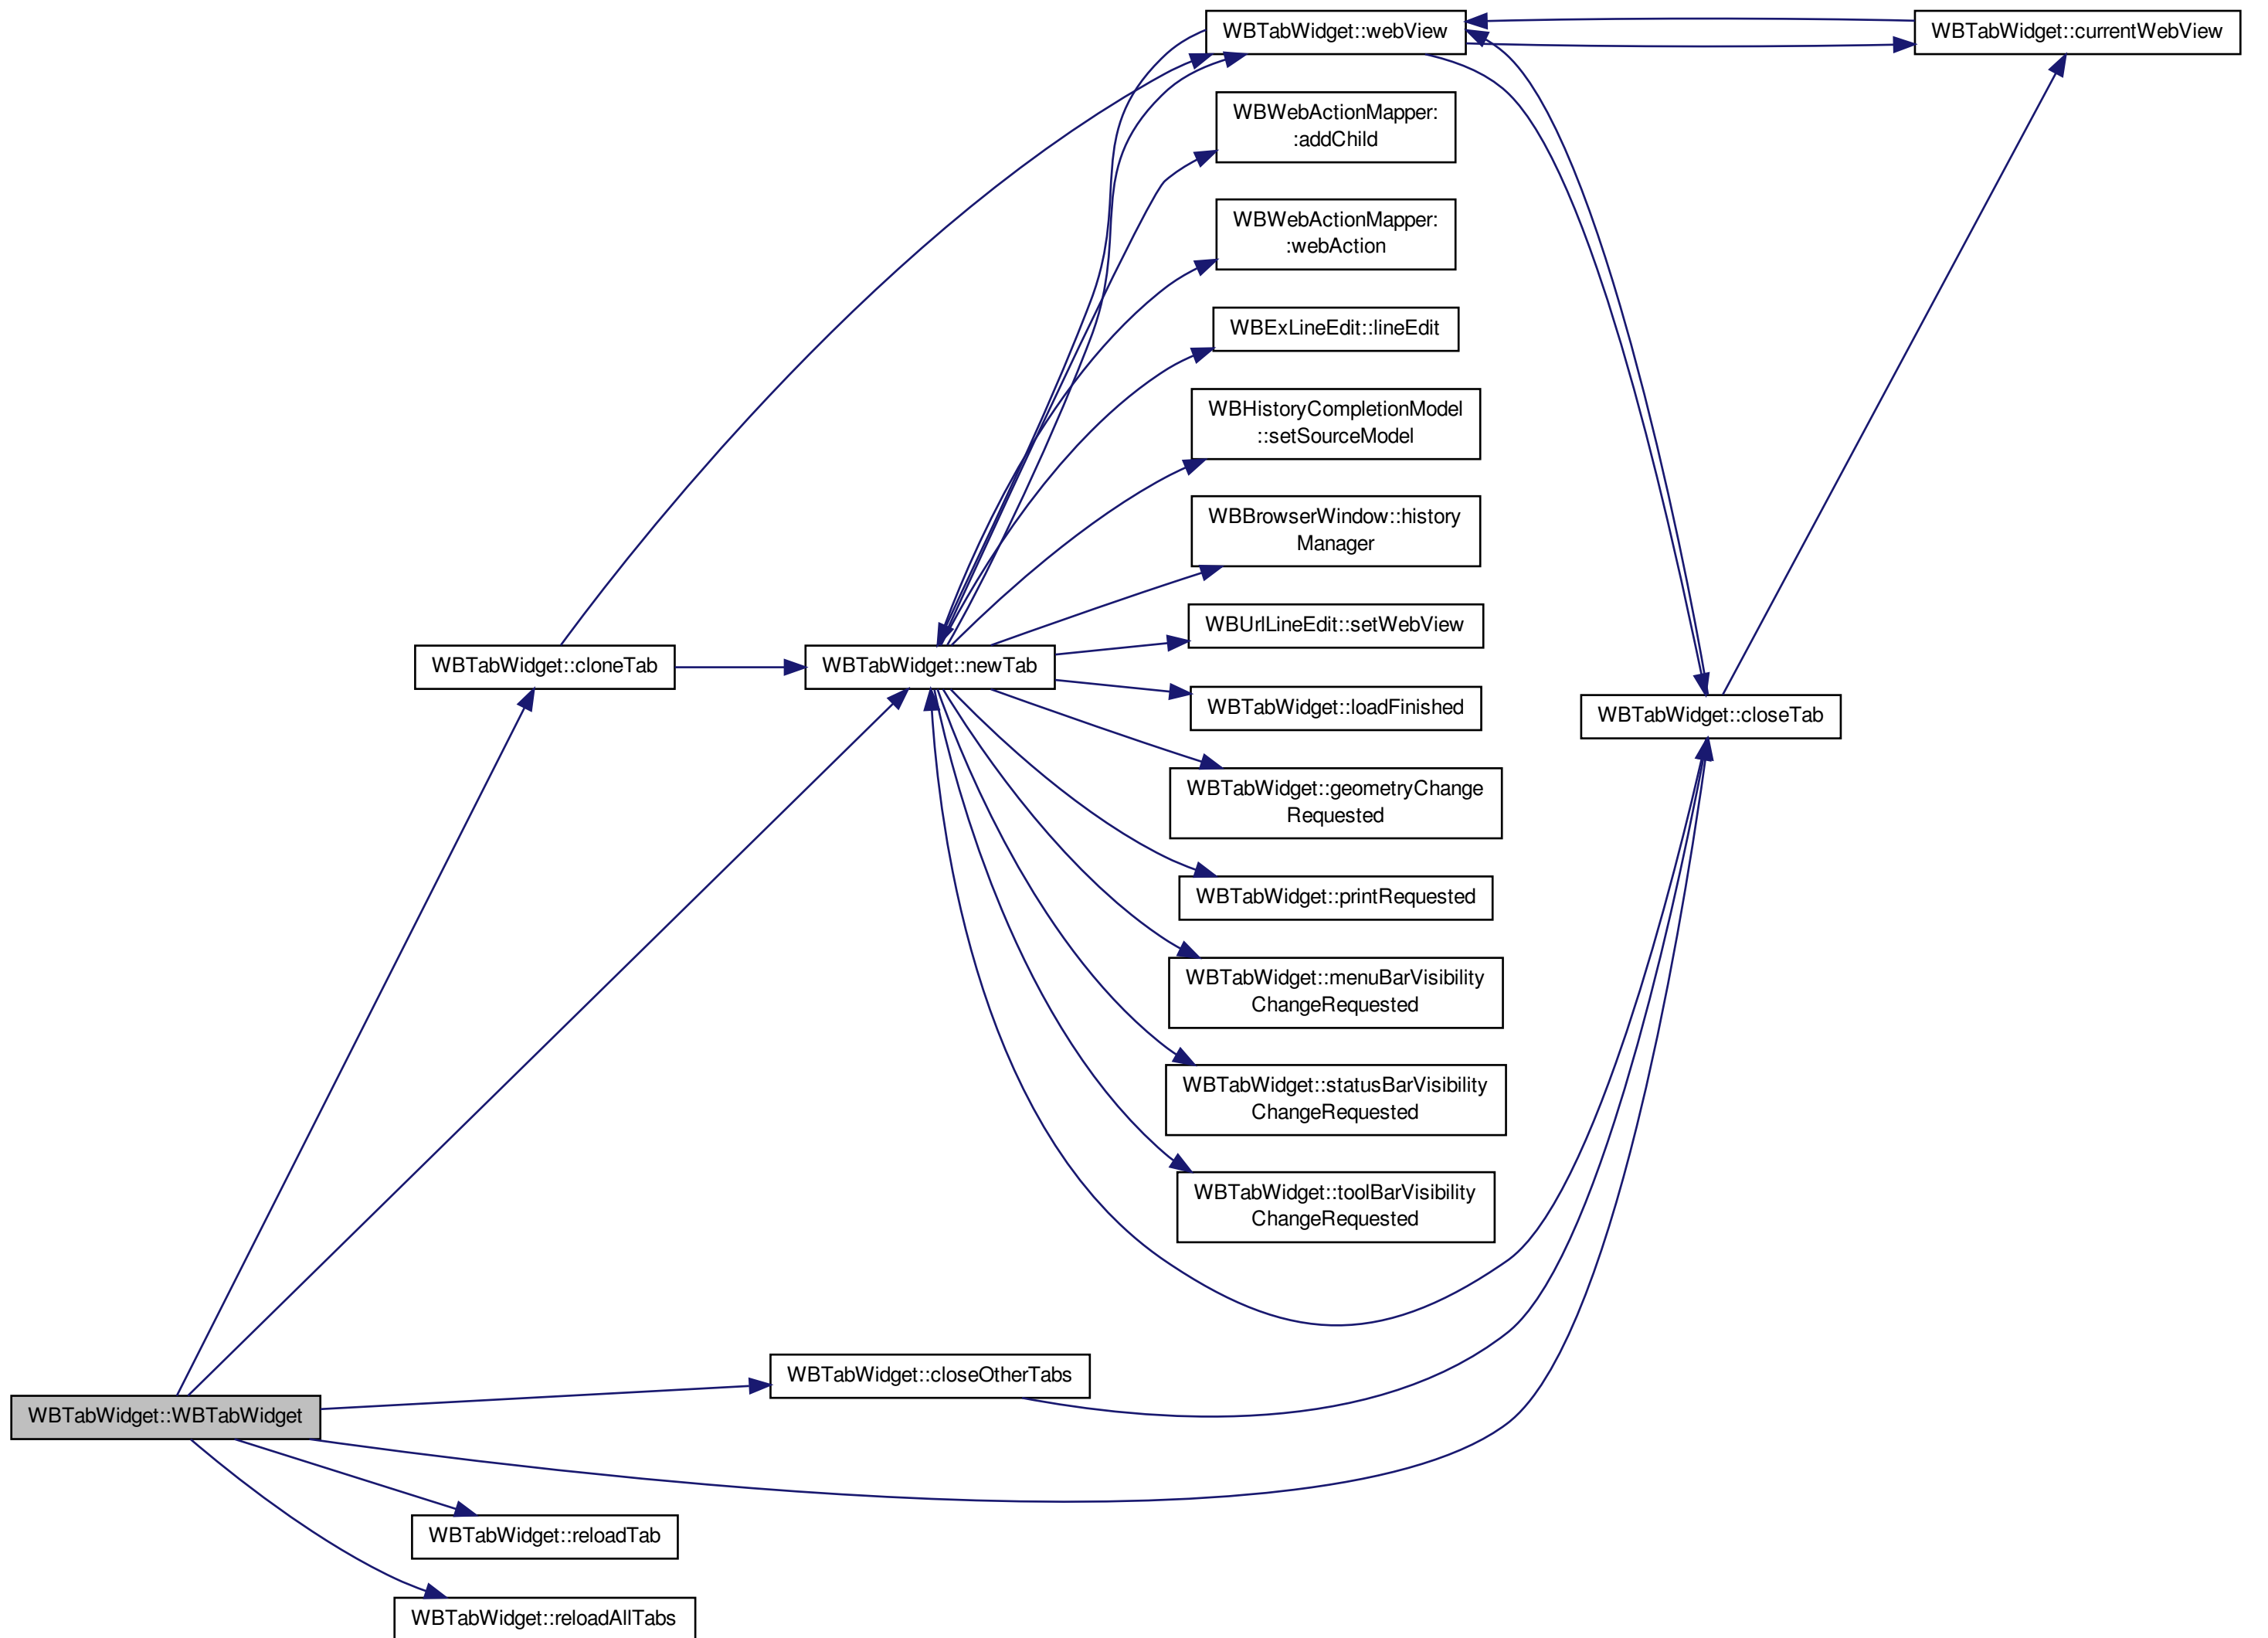 WBTabWidget::webView
WBTabWidget::currentWebView
WBWebActionMapper:
:addChild
WBWebActionMapper:
:webAction
WBExLineEdit::lineEdit
WBHistoryCompletionModel
::setSourceModel
WBBrowserWindow::history
Manager
WBUrlLineEdit::setWebView
WBTabWidget::cloneTab
WBTabWidget::newTab
WBTabWidget::loadFinished
WBTabWidget::closeTab
WBTabWidget::geometryChange
Requested
WBTabWidget::printRequested
WBTabWidget::menuBarVisibility
ChangeRequested
WBTabWidget::statusBarVisibility
ChangeRequested
WBTabWidget::toolBarVisibility
ChangeRequested
WBTabWidget::closeOtherTabs
WBTabWidget::WBTabWidget
WBTabWidget::reloadTab
WBTabWidget::reloadAllTabs